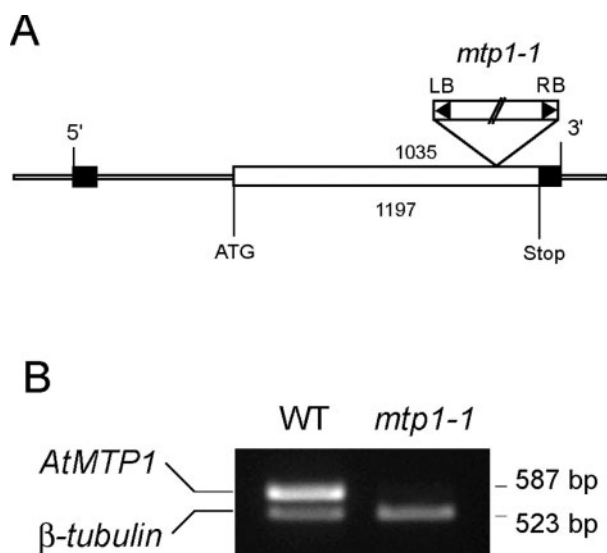 A
mtp1-1
LB RB
5' 3'
1035
1197
ATG Stop
B
WT mtp1-1
AtMTP1
587 bp
β-tubulin
523 bp